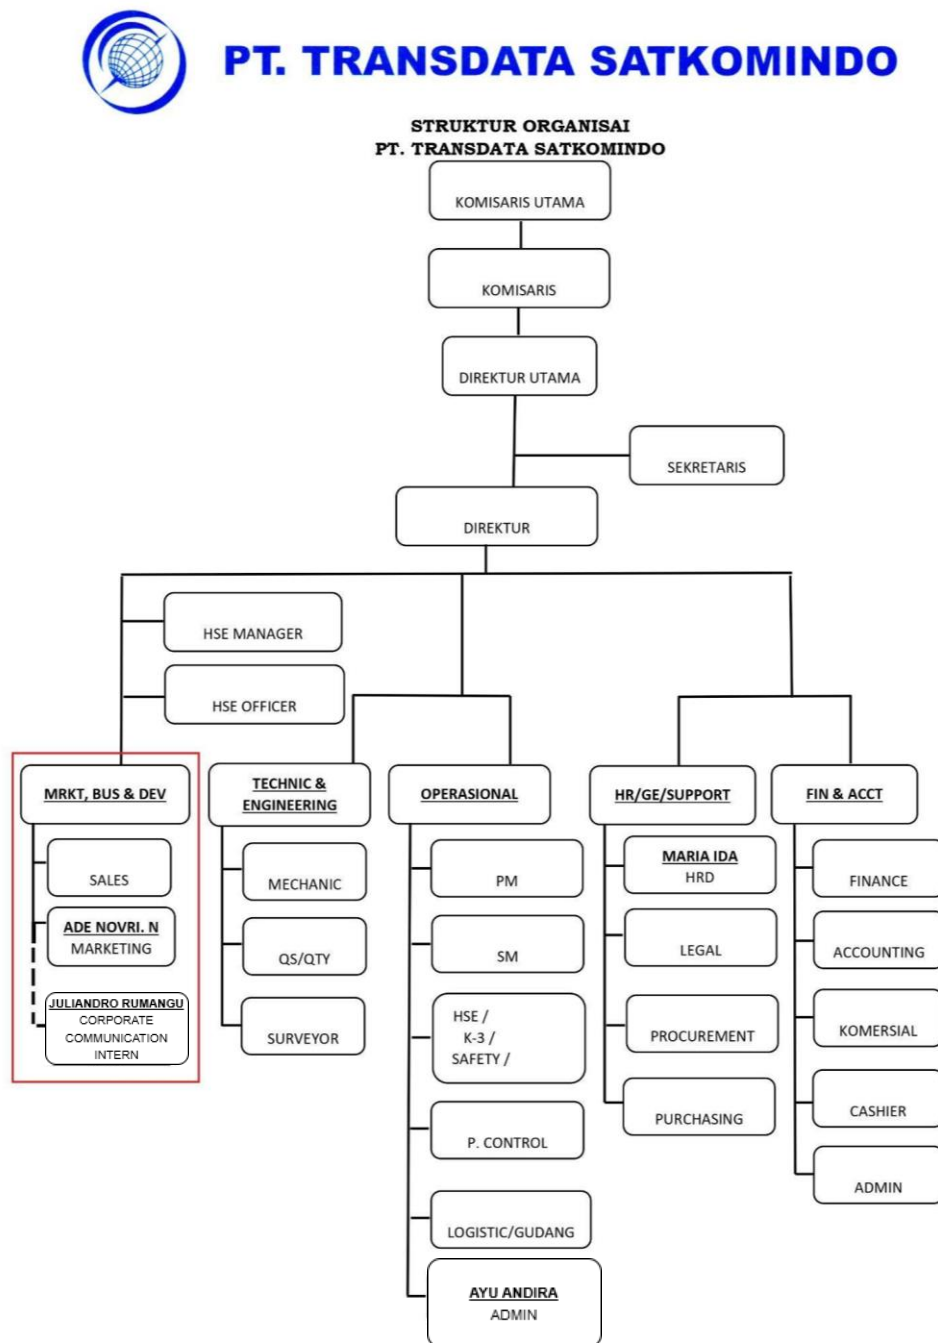 PT. TRANSDATA SATKOMINDO
STRUKTUR ORGANISAI
PT. TRANSDATA SATKOMINDO
KOMISARIS UTAMA
KOMISARIS
DIREKTUR UTAMA
SEKRETARIS
DIREKTUR
HSE MANAGER
HSE OFFICER
MRKT, BUS & DEV
SALES
ADE NOVRI. N
MARKETING
JULIANDRO RUMANGU
CORPORATE
COMMUNICATION
INTERN
TECHNIC &
ENGINEERING
MECHANIC
QS/QTY
SURVEYOR
OPERASIONAL
PM
SM
HSE /
K-3 /
SAFETY /
P. CONTROL
LOGISTIC/GUDANG
AYU ANDIRA
ADMIN
HR/GE/SUPPORT
MARIA IDA
HRD
LEGAL
PROCUREMENT
PURCHASING
FIN & ACCT
FINANCE
ACCOUNTING
KOMERSIAL
CASHIER
ADMIN